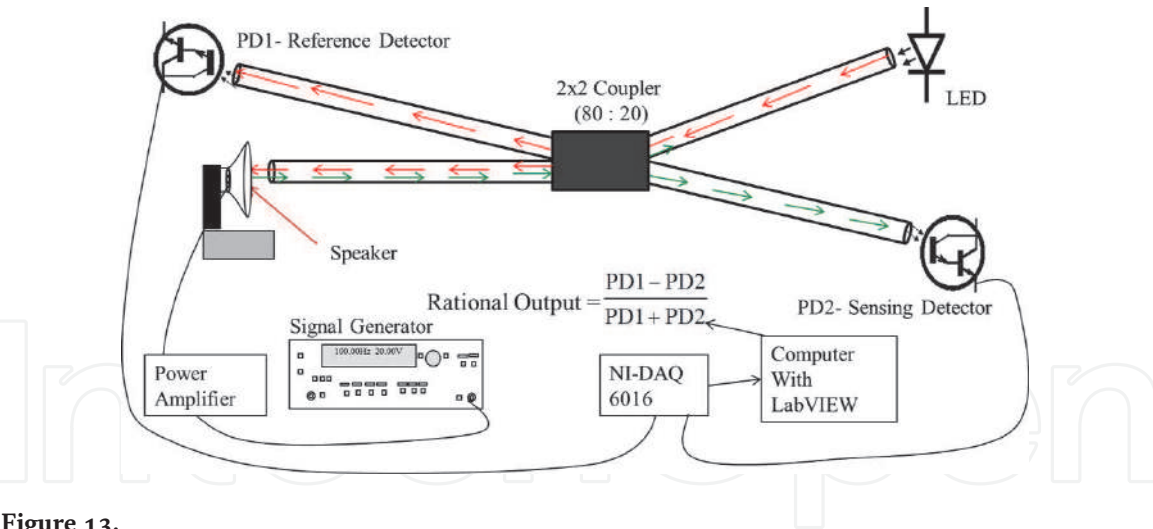 PD1- Reference Detector
2x2 Coupler
(80 : 20)
LED
Speaker
Rational Output = PD1 – PD2
PD1 + PD2
PD2- Sensing Detector
Signal Generator
100.00Hz 20.00V
Power
Amplifier
NI-DAQ
6016
Computer
With
LabVIEW
IntechOpen
Figure 13.